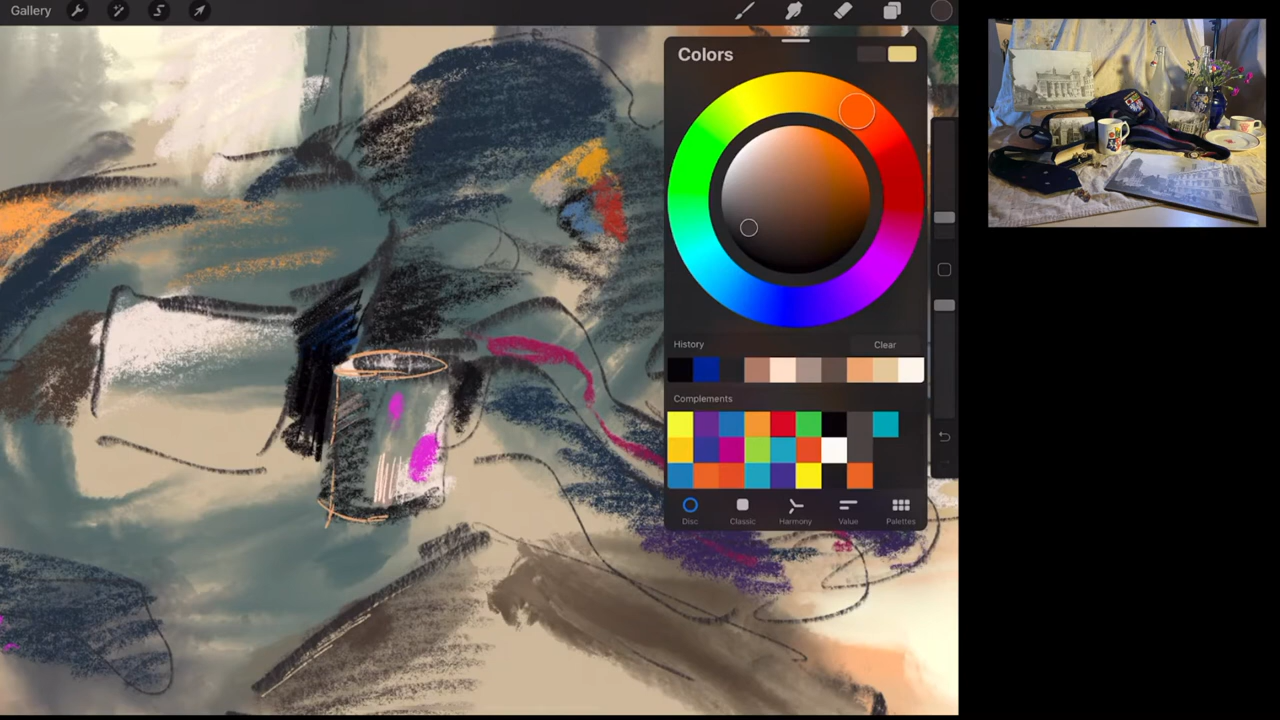 Gallery
Colors
History
Clear
Complements
Disc
Classic
Harmony
Value
Palettes